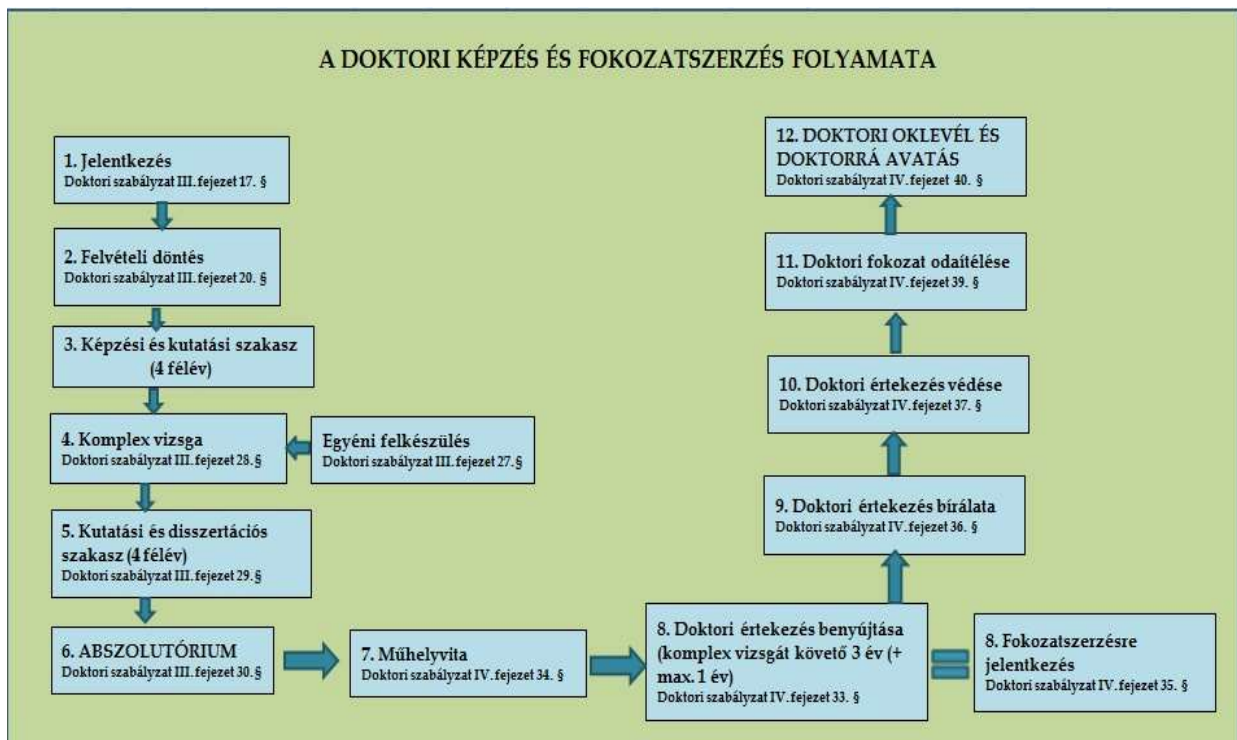 A DOKTORI KÉPZÉS ÉS FOKOZATSZERZÉS FOLYAMATA
1. Jelentkezés
Doktori szabályzat III. fejezet 17. §
2. Felvételi döntés
Doktori szabályzat III. fejezet 20. §
3. Képzési és kutatási szakasz
(4 félév)
4. Komplex vizsga
Doktori szabályzat III. fejezet 28. §
Egyéni felkészülés
Doktori szabályzat III. fejezet 27. §
5. Kutatási és disszertációs
szakasz (4 félév)
Doktori szabályzat III. fejezet 29. §
6. ABSZOLUTÓRIUM
Doktori szabályzat III. fejezet 30. §
7. Műhelyvita
Doktori szabályzat IV. fejezet 34. §
8. Doktori értekezés benyújtása
(komplex vizsgát követő 3 év (+
max. 1 év)
Doktori szabályzat IV. fejezet 33. §
8. Fokozatszerzésre
jelentkezés
Doktori szabályzat IV. fejezet 35. §
9. Doktori értekezés bírálata
Doktori szabályzat IV. fejezet 36. §
10. Doktori értekezés védése
Doktori szabályzat IV. fejezet 37. §
11. Doktori fokozat odaítélése
Doktori szabályzat IV. fejezet 39. §
12. DOKTORI OKLEVÉL ÉS
DOKTORRÁ AVATÁS
Doktori szabályzat IV. fejezet 40. §